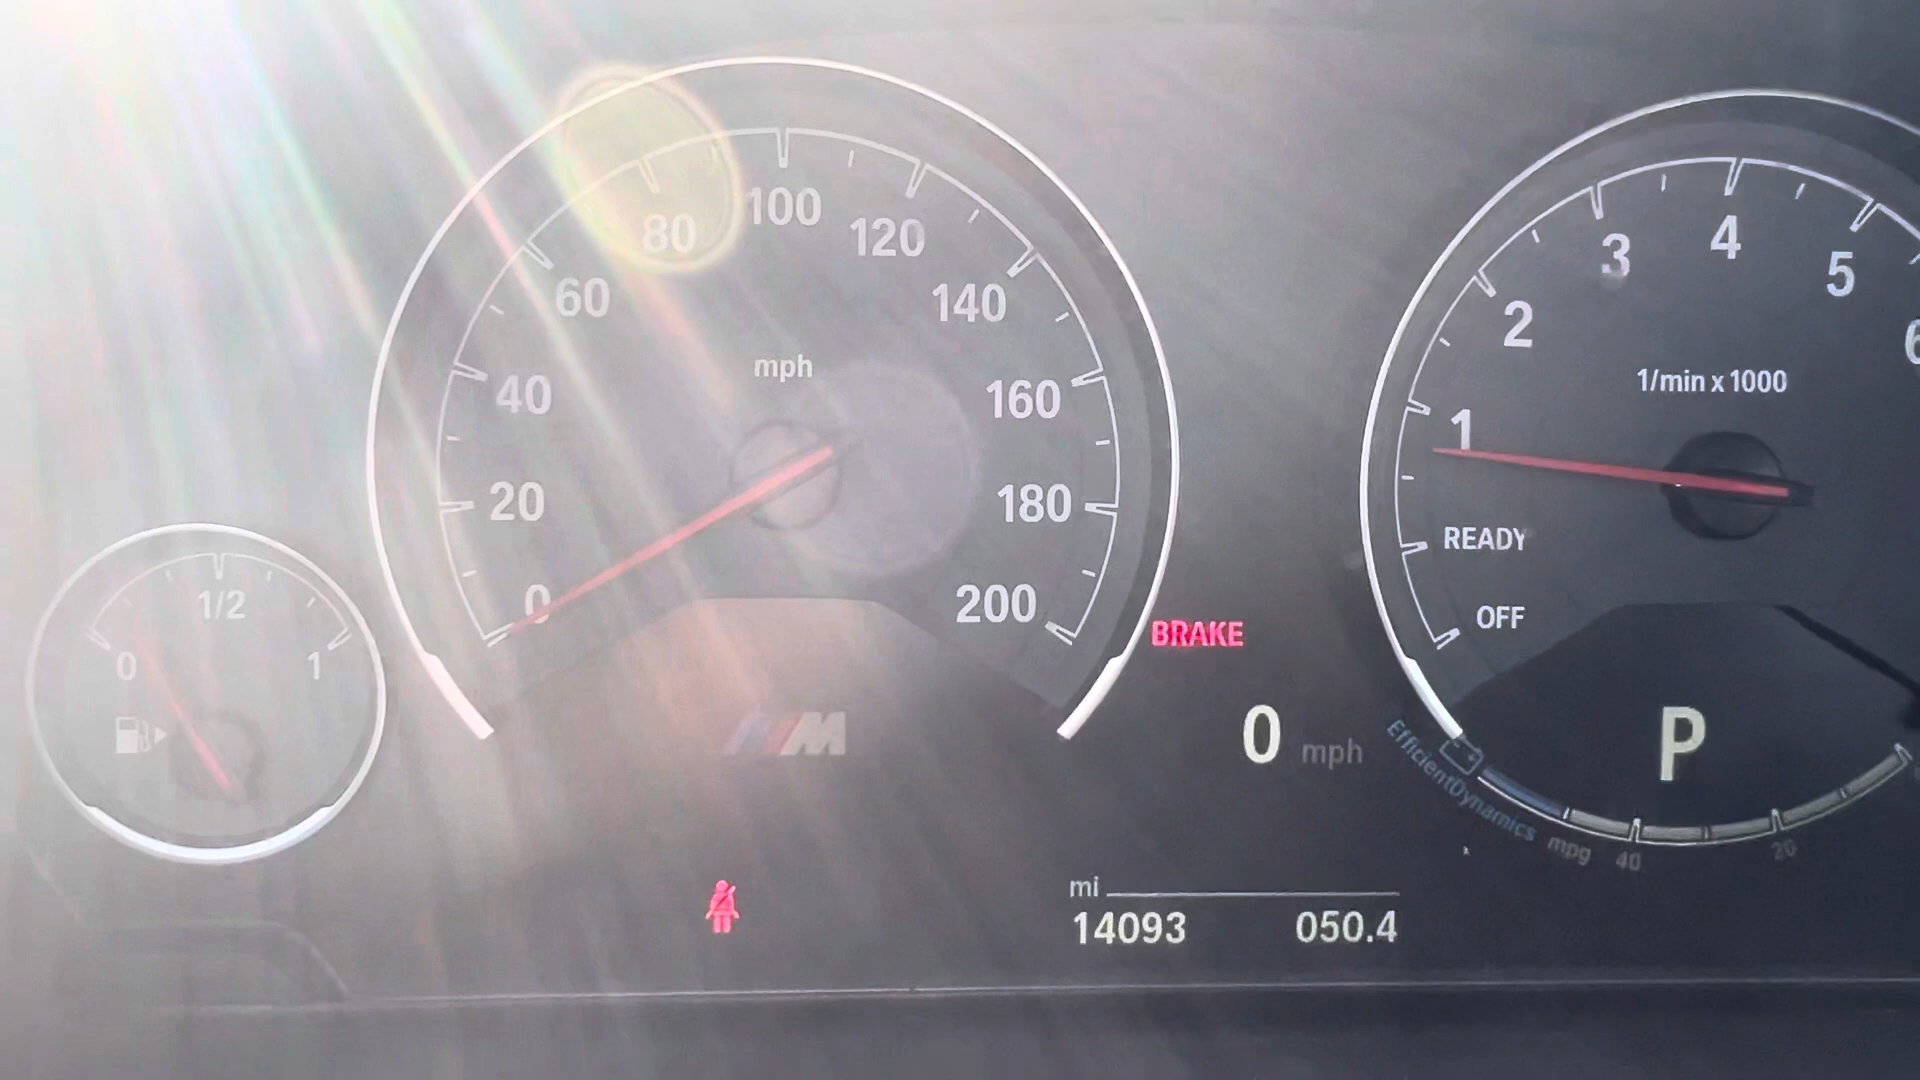 0
1/2
1
0
20
40
60
80
100
120
140
160
180
200
mph
M
BRAKE
0 mph
mi
14093 050.4
OFF
READY
1
2
3
4
5
6
1/min x 1000
P
EfficientDynamics
mpg 40 20